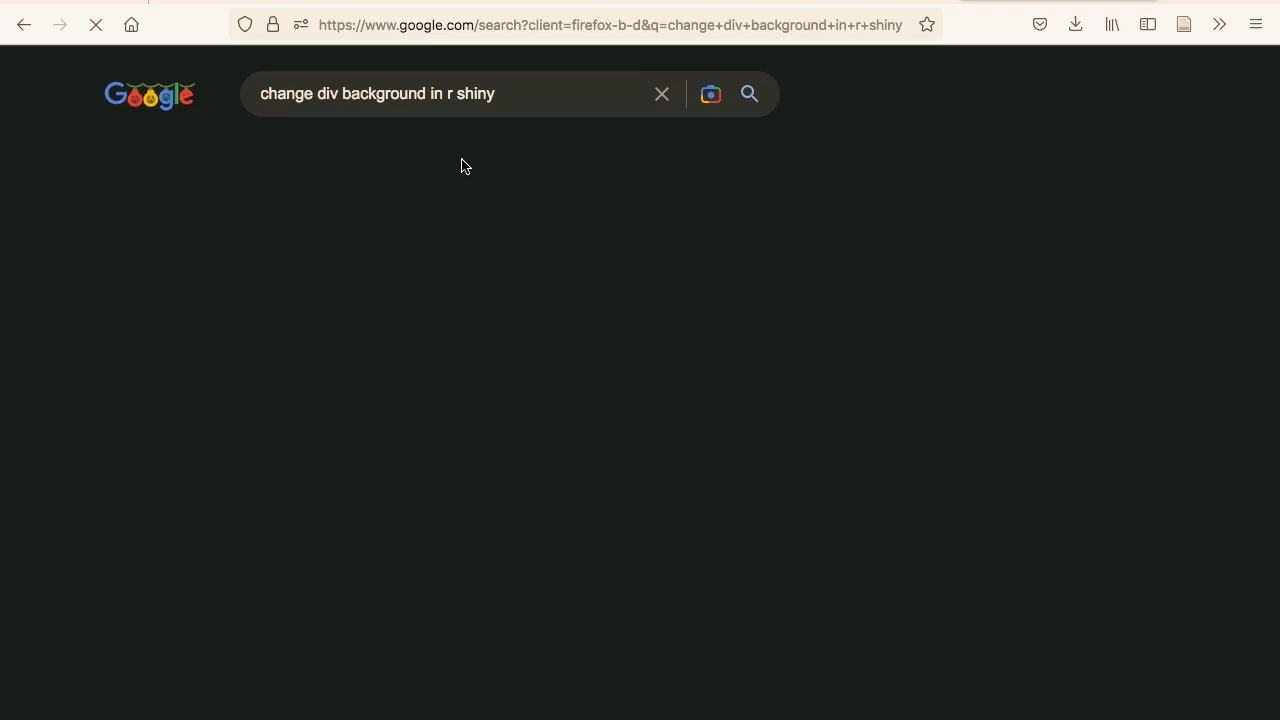 https://www.google.com/search?client=firefox-b-d&q=change+div+background+in+r+shiny
Google
change div background in r shiny